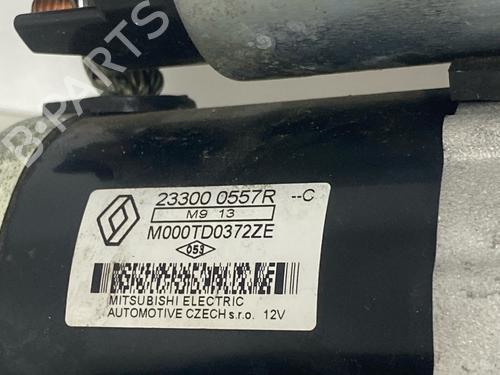 B-PARTS
23300 0557R --C
M9 13
M000TD0372ZE
053
MITSUBISHI ELECTRIC
AUTOMOTIVE CZECH s.r.o. 12V